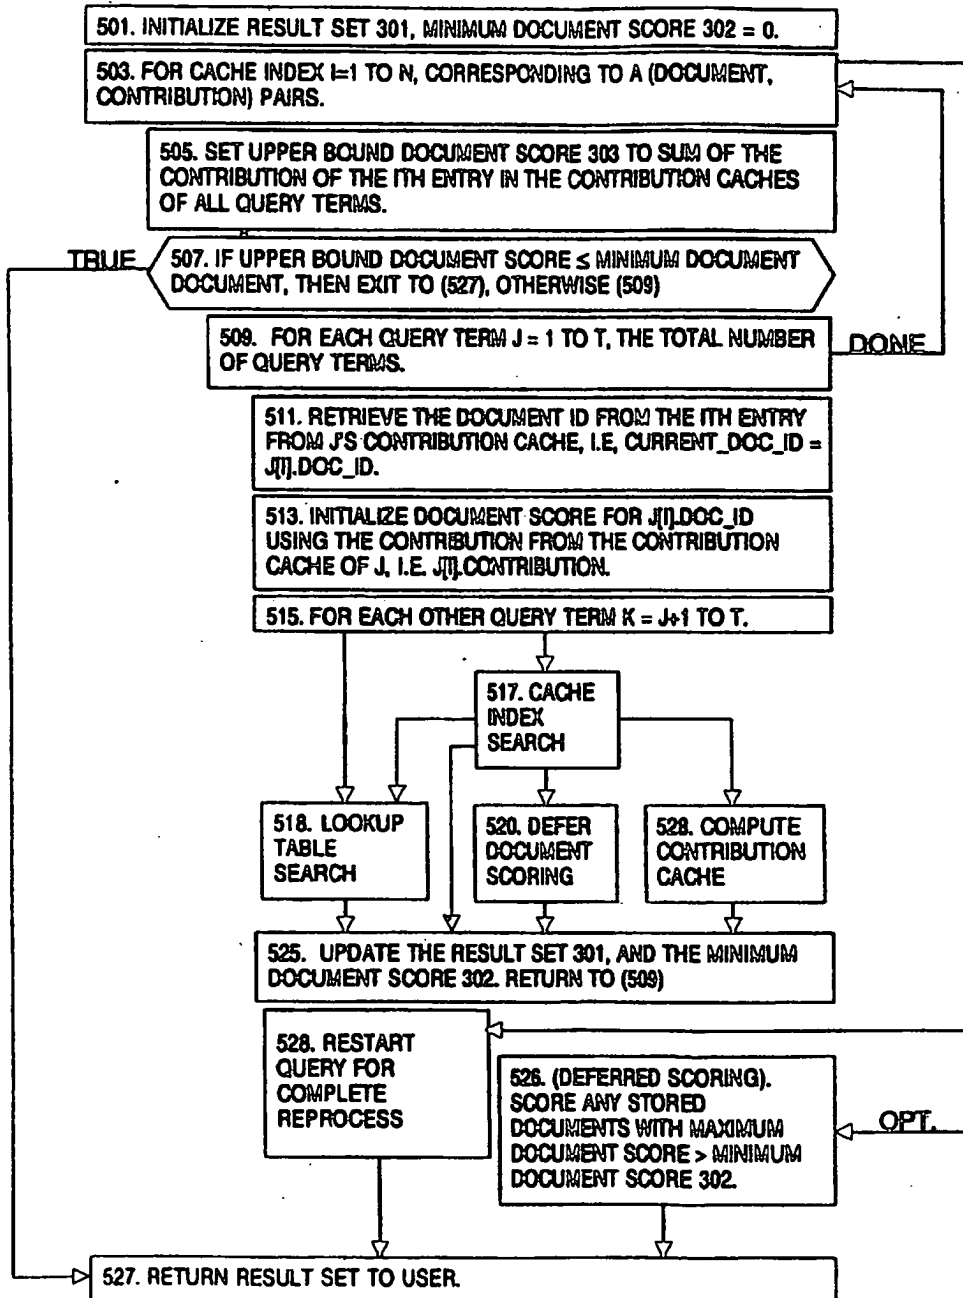 501. INITIALIZE RESULT SET 301, MINIMUM DOCUMENT SCORE 302 = 0.
503. FOR CACHE INDEX I=1 TO N, CORRESPONDING TO A (DOCUMENT,
CONTRIBUTION) PAIRS.
505. SET UPPER BOUND DOCUMENT SCORE 303 TO SUM OF THE
CONTRIBUTION OF THE ITH ENTRY IN THE CONTRIBUTION CACHES
OF ALL QUERY TERMS.
TRUE
507. IF UPPER BOUND DOCUMENT SCORE ≤ MINIMUM DOCUMENT
DOCUMENT, THEN EXIT TO (527), OTHERWISE (509)
509. FOR EACH QUERY TERM J = 1 TO T, THE TOTAL NUMBER
OF QUERY TERMS.
DONE
511. RETRIEVE THE DOCUMENT ID FROM THE ITH ENTRY
FROM J'S CONTRIBUTION CACHE, I.E, CURRENT_DOC_ID =
J[I].DOC_ID.
513. INITIALIZE DOCUMENT SCORE FOR J[I].DOC_ID
USING THE CONTRIBUTION FROM THE CONTRIBUTION
CACHE OF J, I.E. J[I].CONTRIBUTION.
515. FOR EACH OTHER QUERY TERM K = J+1 TO T.
517. CACHE
INDEX
SEARCH
518. LOOKUP
TABLE
SEARCH
520. DEFER
DOCUMENT
SCORING
528. COMPUTE
CONTRIBUTION
CACHE
525. UPDATE THE RESULT SET 301, AND THE MINIMUM
DOCUMENT SCORE 302. RETURN TO (509)
528. RESTART
QUERY FOR
COMPLETE
REPROCESS
526. (DEFERRED SCORING).
SCORE ANY STORED
DOCUMENTS WITH MAXIMUM
DOCUMENT SCORE > MINIMUM
DOCUMENT SCORE 302.
OPT.
527. RETURN RESULT SET TO USER.